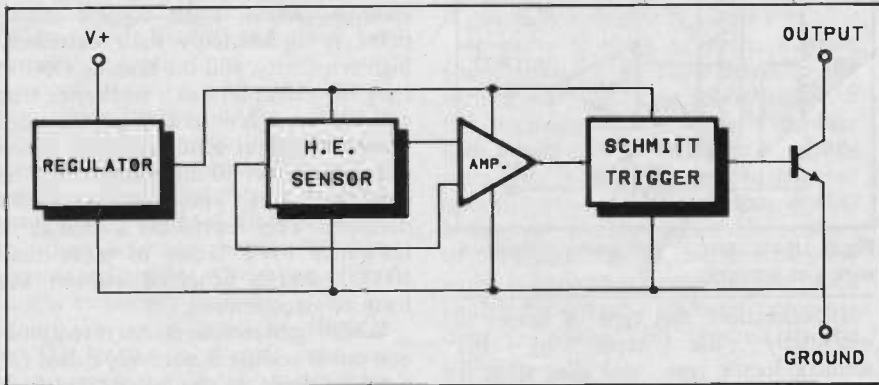 V+
OUTPUT
REGULATOR
H.E.
SENSOR
AMP.
SCHMITT
TRIGGER
GROUND